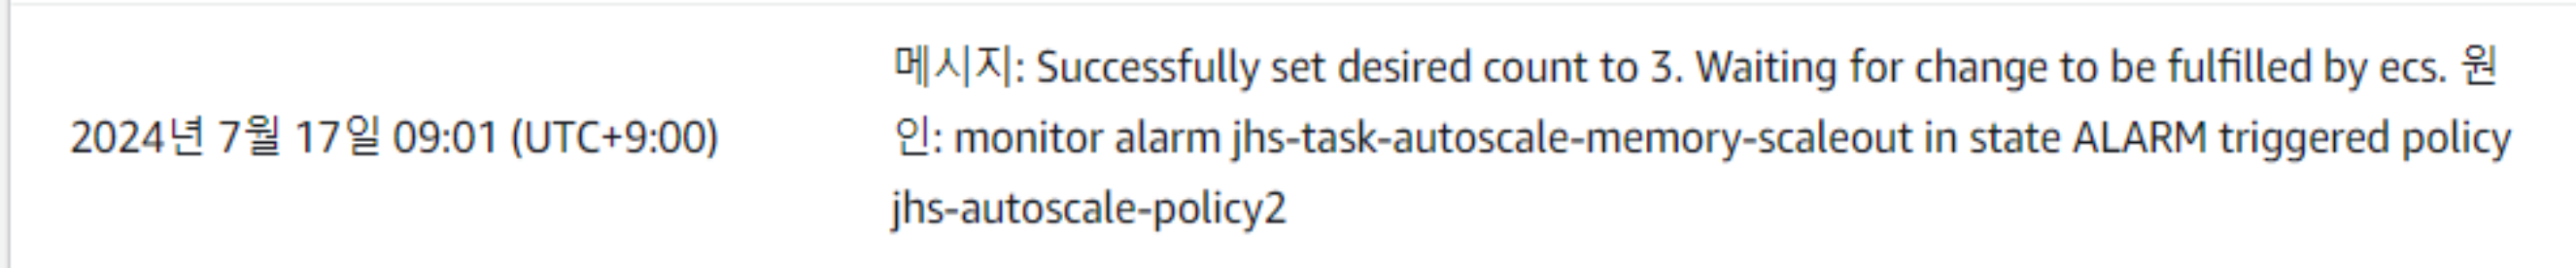 2024년 7월 17일 09:01 (UTC+9:00)
메시지: Successfully set desired count to 3. Waiting for change to be fulfilled by ecs. 원
인: monitor alarm jhs-task-autoscale-memory-scaleout in state ALARM triggered policy
jhs-autoscale-policy2